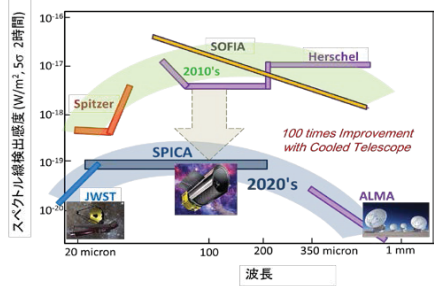 スペクトル線検出感度 (W/m², 5σ 2時間)
10⁻¹⁶
10⁻¹⁷
10⁻¹⁸
10⁻¹⁹
10⁻²⁰
SOFIA
2010's
Herschel
Spitzer
100 times Improvement
with Cooled Telescope
SPICA
2020's
JWST
ALMA
20 micron
100
200
350 micron
1 mm
波長